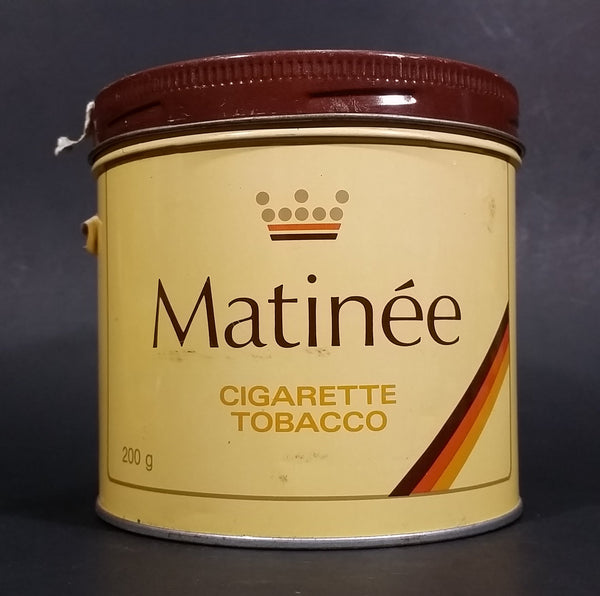 Matinée
CIGARETTE
TOBACCO
200 g